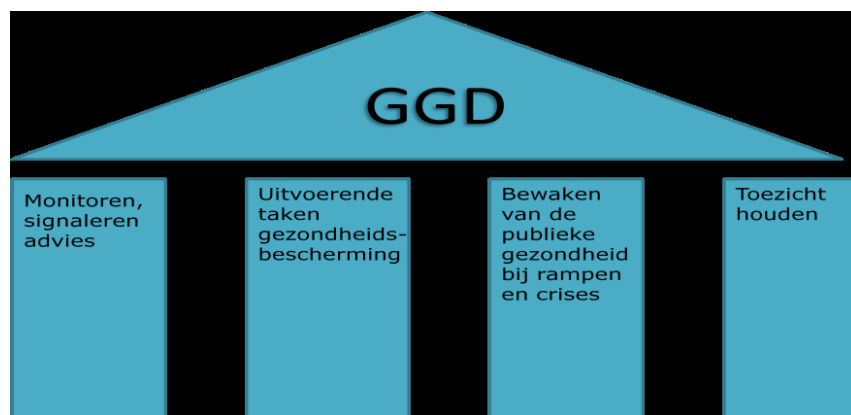 GGD
Monitoren,
signaleren
advies
Uitvoerende
taken
gezondheids-
bescherming
Bewaken
van de
publieke
gezondheid
bij rampen
en crises
Toezicht
houden